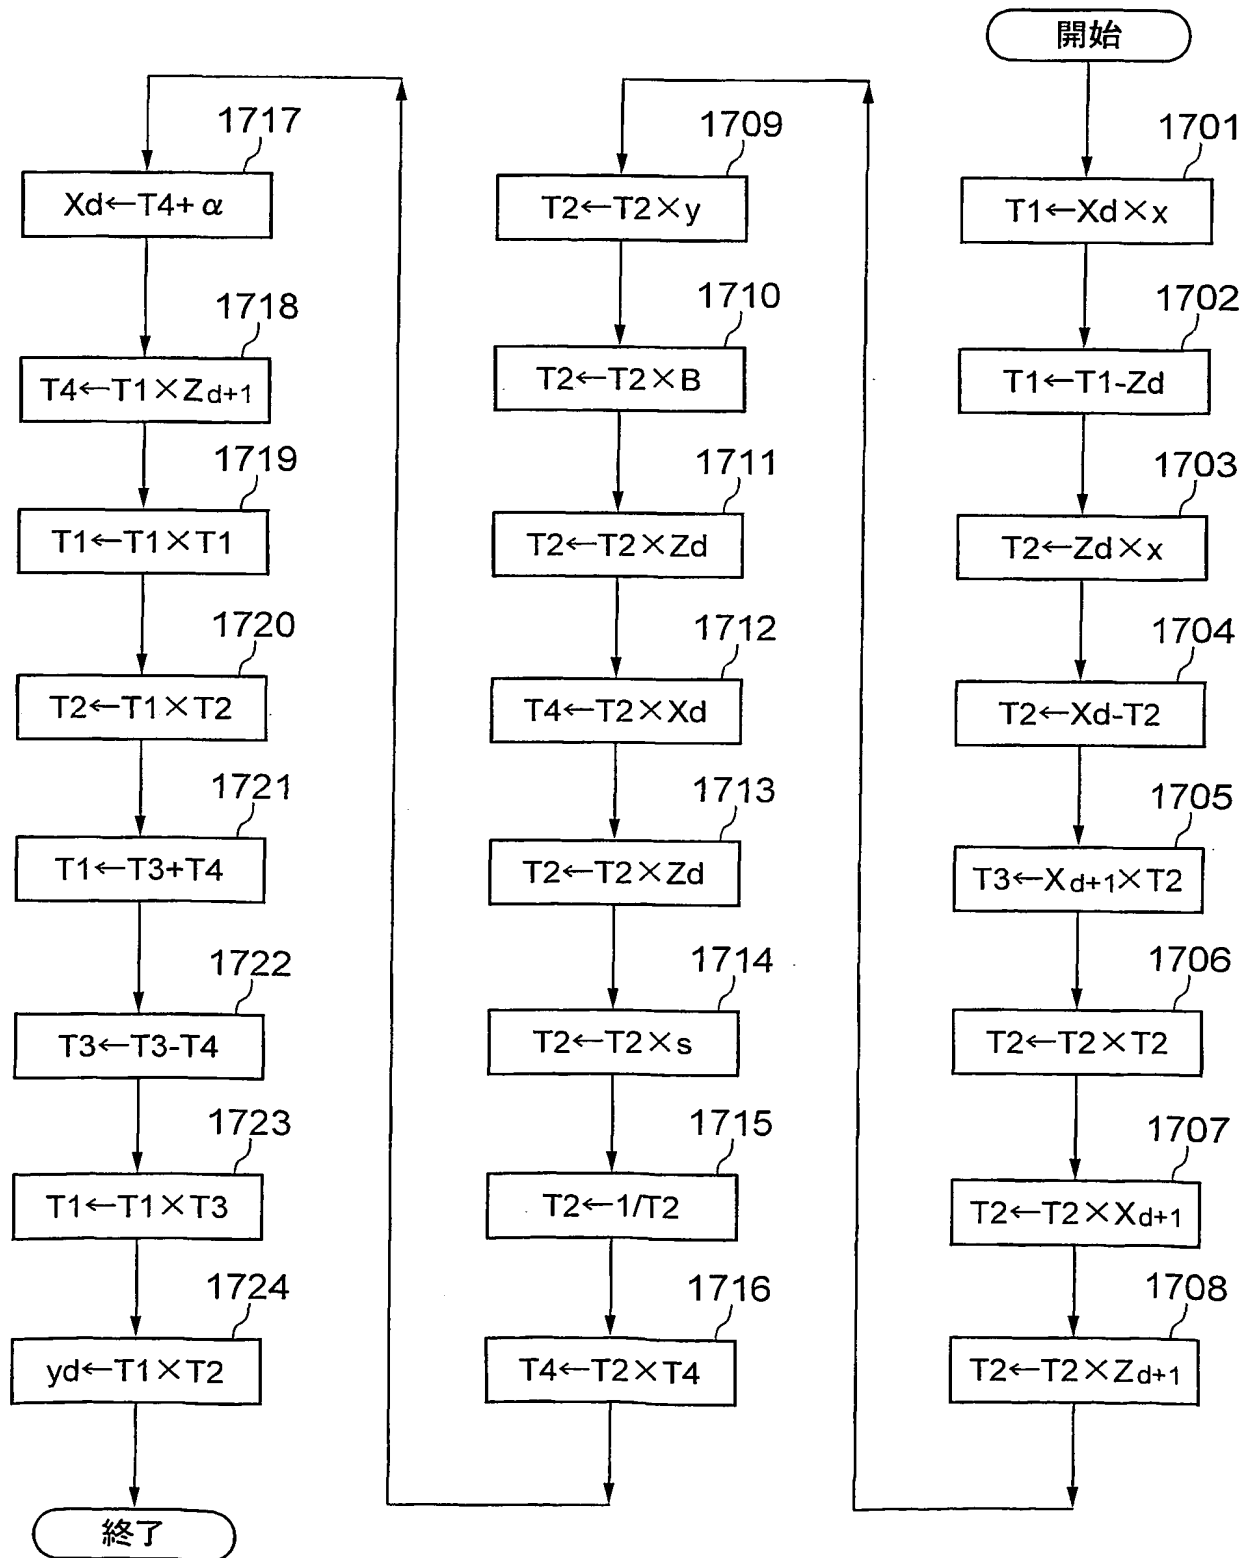 開始
1701
T1←Xd×x
1702
T1←T1-Zd
1703
T2←Zd×x
1704
T2←Xd-T2
1705
T3←Xd+1×T2
1706
T2←T2×T2
1707
T2←T2×Xd+1
1708
T2←T2×Zd+1
1709
T2←T2×y
1710
T2←T2×B
1711
T2←T2×Zd
1712
T4←T2×Xd
1713
T2←T2×Zd
1714
T2←T2×s
1715
T2←1/T2
1716
T4←T2×T4
1717
Xd←T4+α
1718
T4←T1×Zd+1
1719
T1←T1×T1
1720
T2←T1×T2
1721
T1←T3+T4
1722
T3←T3-T4
1723
T1←T1×T3
1724
yd←T1×T2
終了